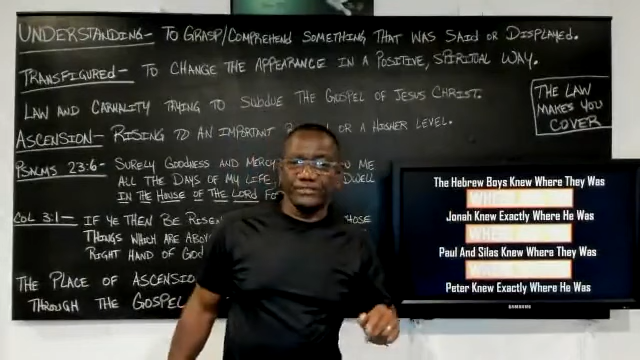 UNDERSTANDING- TO GRASP/COMPREHEND SOMETHING THAT WAS SAID OR DISPLAYED.
TRANSFIGURED- TO CHANGE THE APPEARANCE IN A POSITIVE, SPIRITUAL WAY.
LAW AND CARNALITY TRYING TO SUBDUE THE GOSPEL OF JESUS CHRIST.
ASCENSION- RISING TO AN IMPORTANT OR A HIGHER LEVEL.
PSALMS 23:6- SURELY GOODNESS AND MERCY ME
ALL THE DAYS OF MY LIFE DWELL
IN THE HOUSE OF THE LORD
COL 3:1- IF YE THEN BE RISEN THOSE
THINGS WHICH ARE
RIGHT HAND OF GOD
THE PLACE OF
THROUGH THE GOSPEL
THE LAW
MAKES YOU
COVER
The Hebrew Boys Knew Where They Was
Jonah Knew Exactly Where He Was
Paul And Silas Knew Where They Was
Peter Knew Exactly Where He Was
SAMSUNG